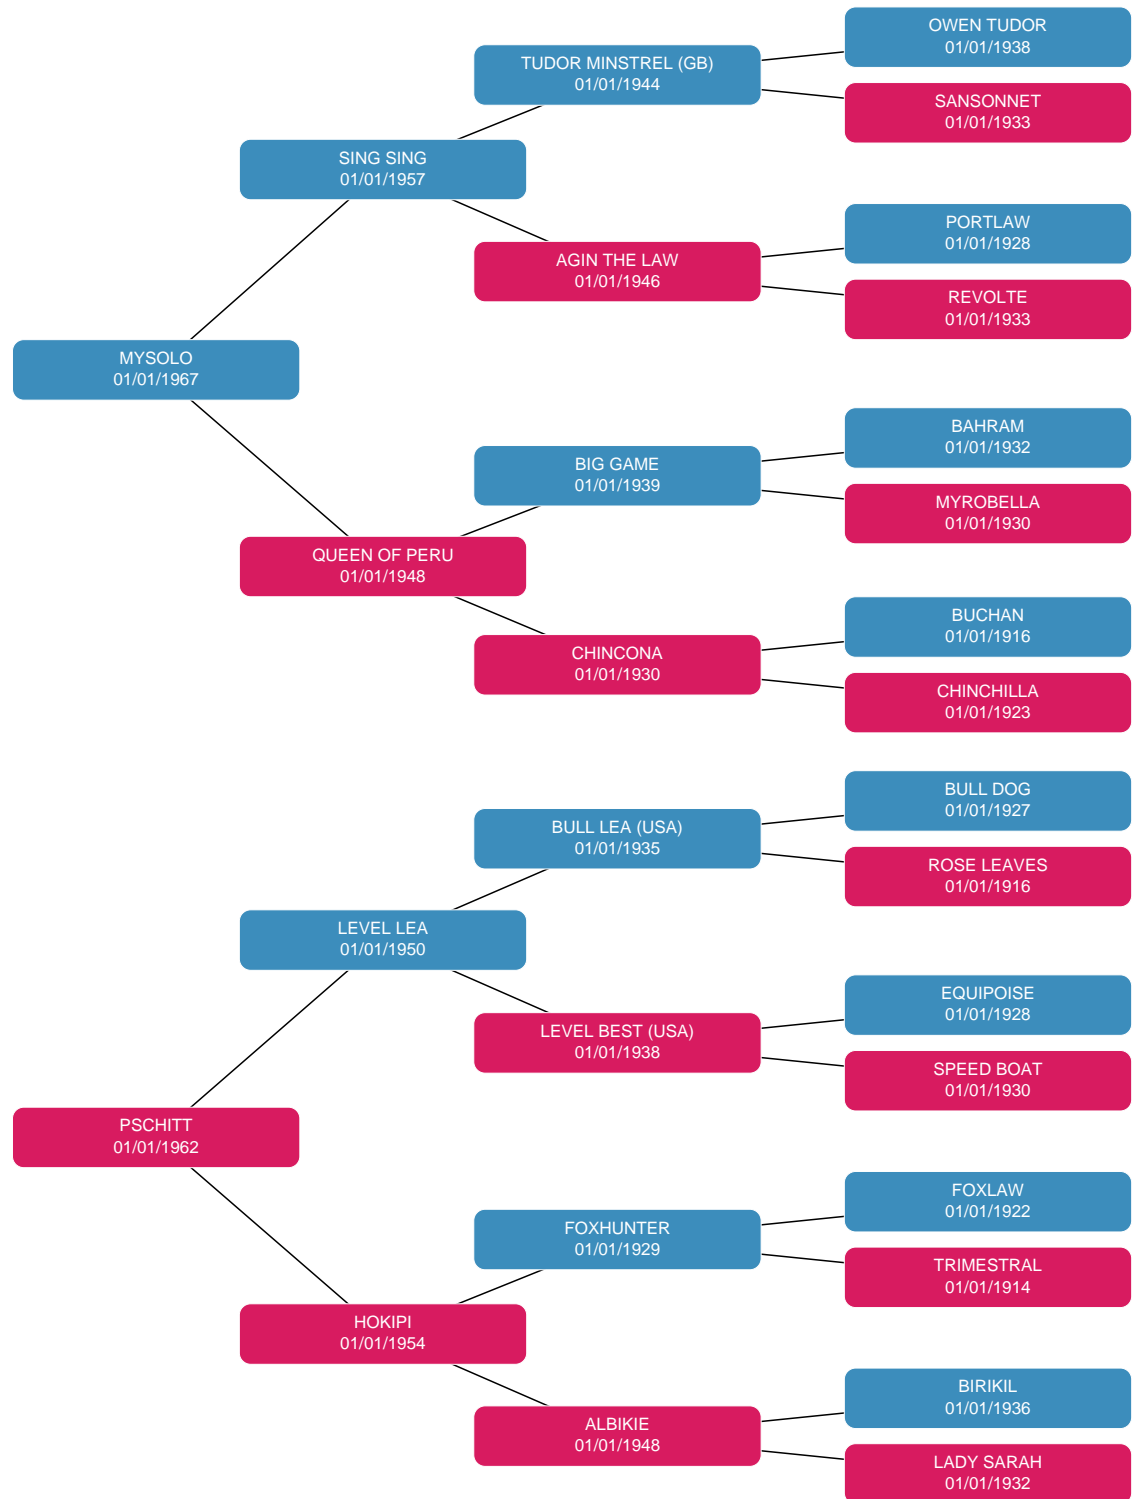 OWEN TUDOR
01/01/1938
TUDOR MINSTREL (GB)
01/01/1944
SANSONNET
01/01/1933
SING SING
01/01/1957
PORTLAW
01/01/1928
AGIN THE LAW
01/01/1946
REVOLTE
01/01/1933
MYSOLO
01/01/1967
BAHRAM
01/01/1932
BIG GAME
01/01/1939
MYROBELLA
01/01/1930
QUEEN OF PERU
01/01/1948
BUCHAN
01/01/1916
CHINCONA
01/01/1930
CHINCHILLA
01/01/1923
BULL DOG
01/01/1927
BULL LEA (USA)
01/01/1935
ROSE LEAVES
01/01/1916
LEVEL LEA
01/01/1950
EQUIPOISE
01/01/1928
LEVEL BEST (USA)
01/01/1938
SPEED BOAT
01/01/1930
PSCHITT
01/01/1962
FOXLAW
01/01/1922
FOXHUNTER
01/01/1929
TRIMESTRAL
01/01/1914
HOKIPI
01/01/1954
BIRIKIL
01/01/1936
ALBIKIE
01/01/1948
LADY SARAH
01/01/1932